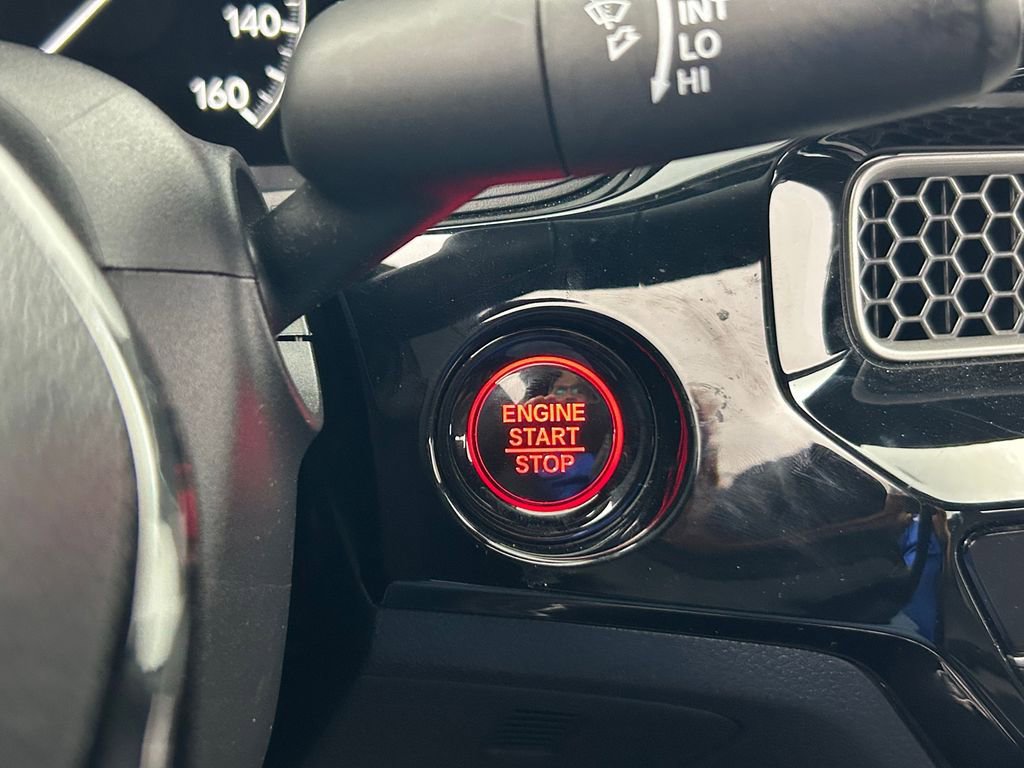 140
160
INT
LO
HI
ENGINE
START
STOP